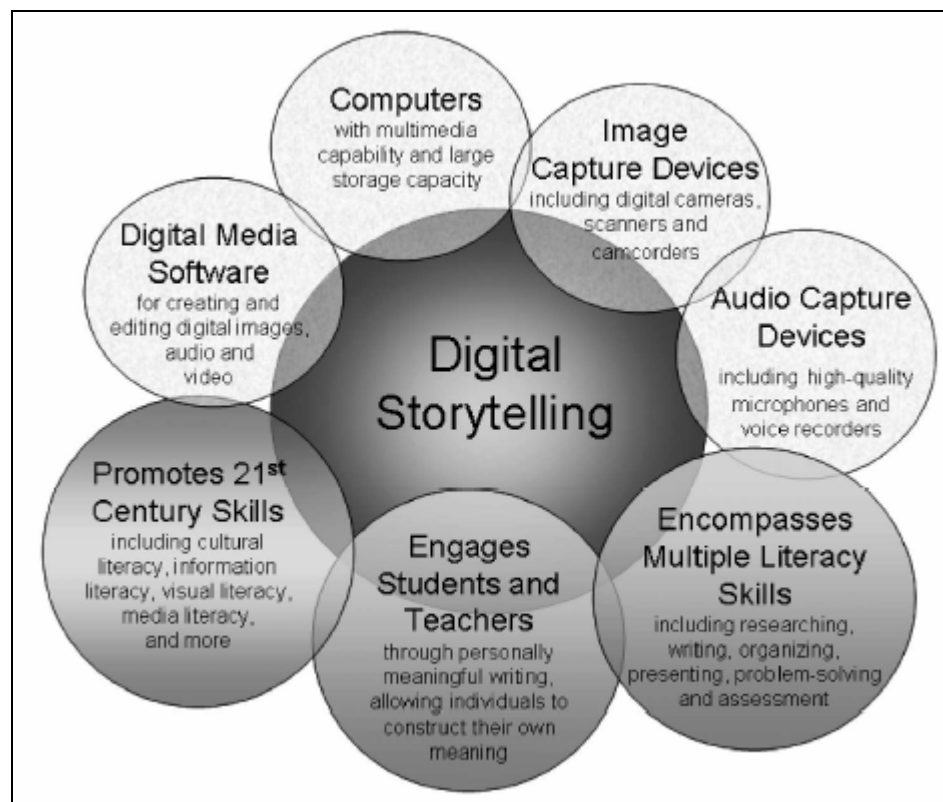 Computers
with multimedia
capability and large
storage capacity
Image
Capture Devices
including digital cameras,
scanners and
camcorders
Digital Media
Software
for creating and
editing digital images,
audio and
video
Audio Capture
Devices
including high-quality
microphones and
voice recorders
Digital
Storytelling
Promotes 21st
Century Skills
including cultural
literacy, information
literacy, visual literacy,
media literacy,
and more
Engages
Students and
Teachers
through personally
meaningful writing,
allowing individuals to
construct their own
meaning
Encompasses
Multiple Literacy
Skills
including researching,
writing, organizing,
presenting, problem-solving
and assessment